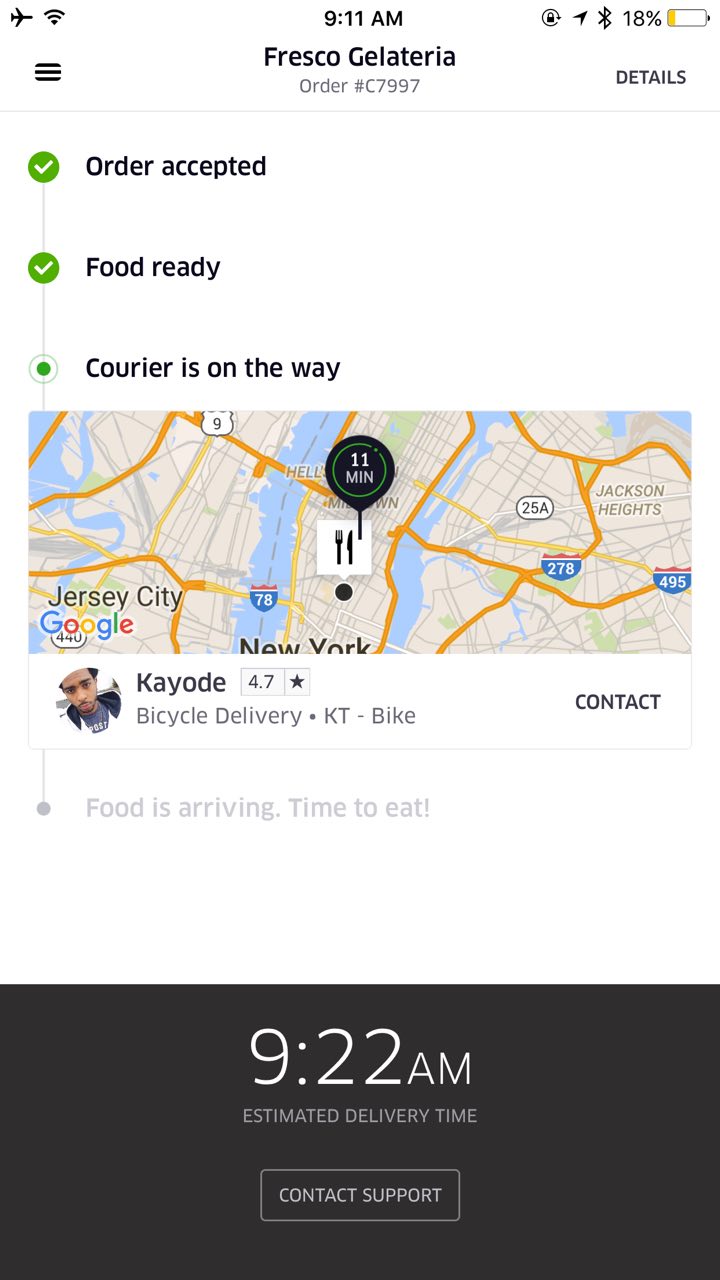 9:11 AM
18%
Fresco Gelateria
Order #C7997
DETAILS
Order accepted
Food ready
Courier is on the way
9
11
MIN
HELL
MI
WN
25A
JACKSON
HEIGHTS
278
495
78
Jersey City
Google
440
New York
Kayode 4.7 ★
Bicycle Delivery • KT - Bike
CONTACT
Food is arriving. Time to eat!
9:22AM
ESTIMATED DELIVERY TIME
CONTACT SUPPORT